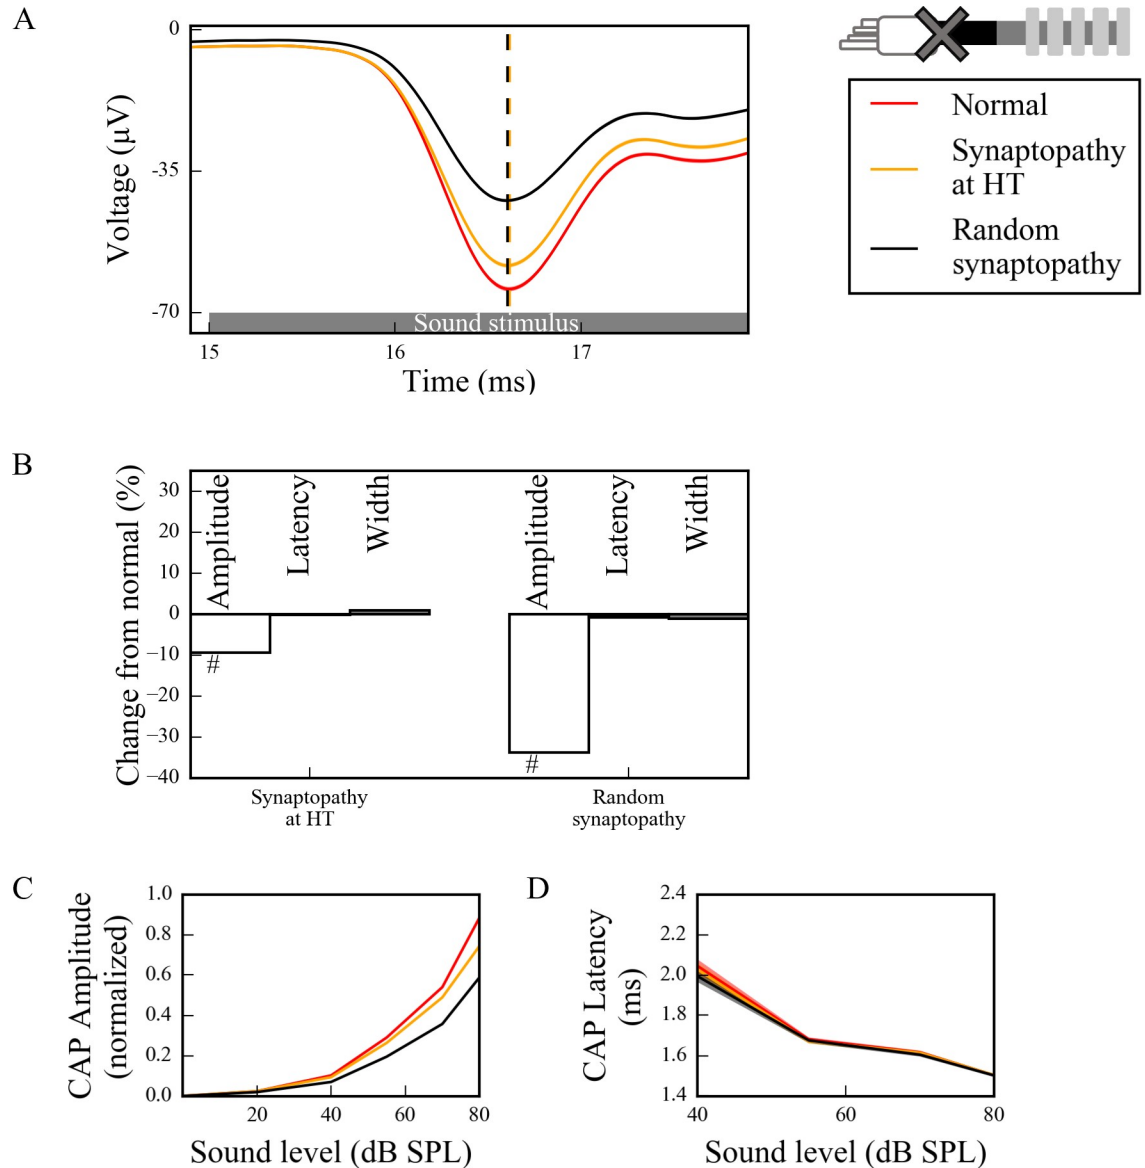 A
0
-35
-70
Voltage (µV)
Sound stimulus
15
16
17
Time (ms)
Normal
Synaptopathy
at HT
Random
synaptopathy
B
Change from normal (%)
30
20
10
0
−10
−20
−30
−40
Amplitude
Latency
Width
Amplitude
Latency
Width
#
#
Synaptopathy
at HT
Random
synaptopathy
C
CAP Amplitude
(normalized)
1.0
0.8
0.6
0.4
0.2
0.0
20
40
60
80
Sound level (dB SPL)
D
CAP Latency
(ms)
2.4
2.2
2.0
1.8
1.6
1.4
40
60
80
Sound level (dB SPL)